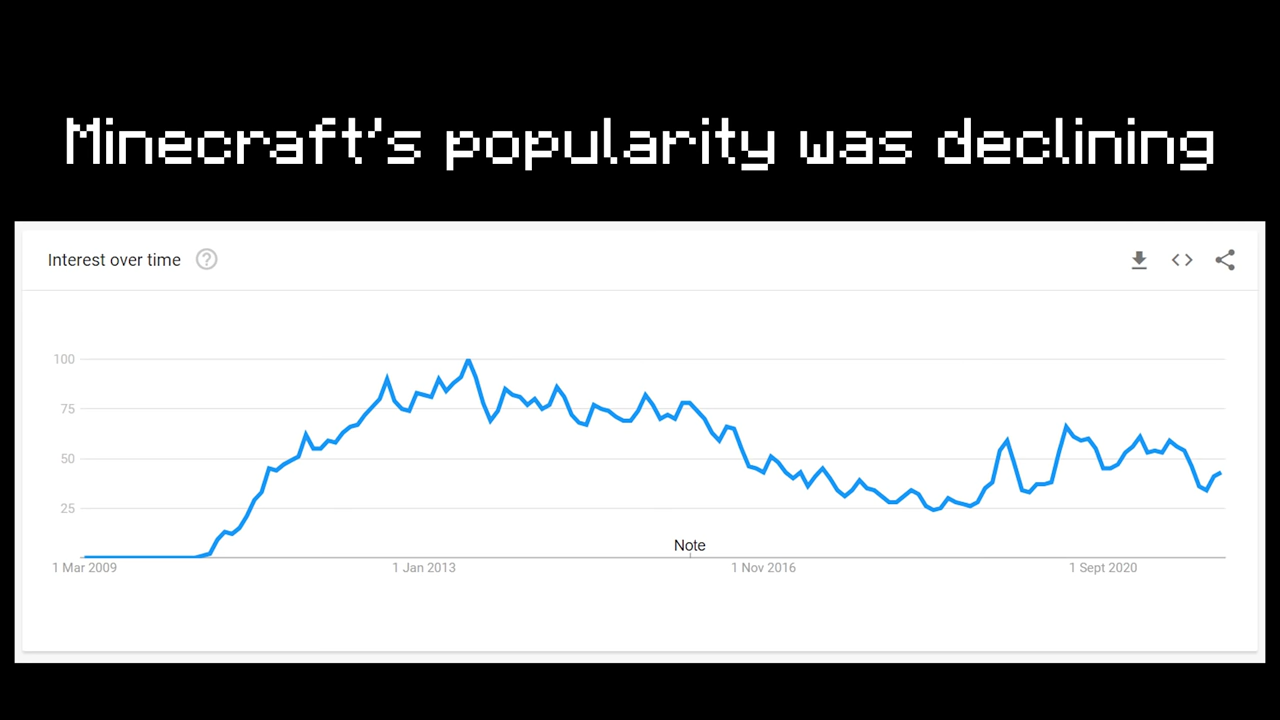 Minecraft's popularity was declining
Interest over time ?
100
75
50
25
Note
1 Mar 2009 1 Jan 2013 1 Nov 2016 1 Sept 2020